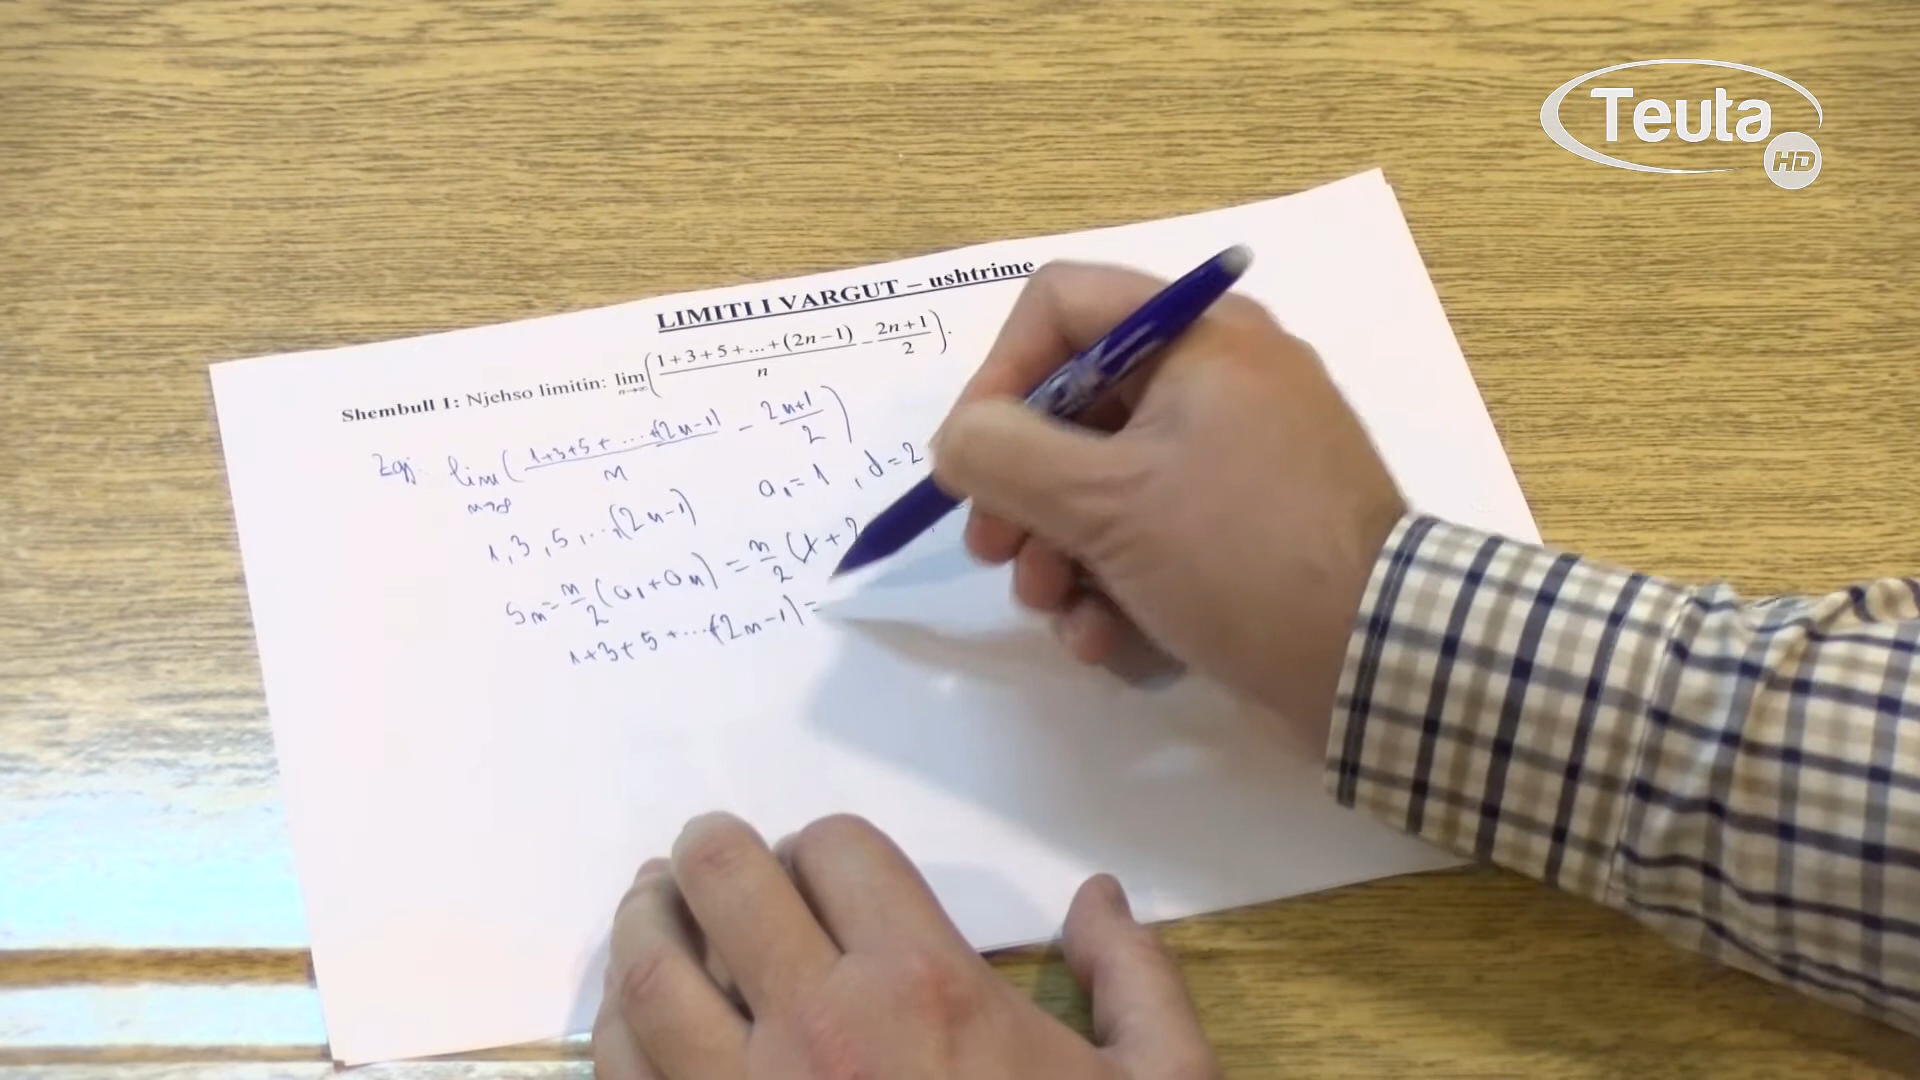 Teuta
HD
LIMITI I VARGUT – ushtrime
Shembull 1: Njehso limitin: lim n→∞ (1+3+5+...+(2n−1)/n − 2n+1/2).
Zgj: lim n→∞ (1+3+5+...+(2n-1)/n − 2n+1/2)
1,3,5,...,(2n-1) a₁=1, d=2
Sn = n/2 (a₁+an) = n/2 (1+2
1+3+5+...+(2n-1) =